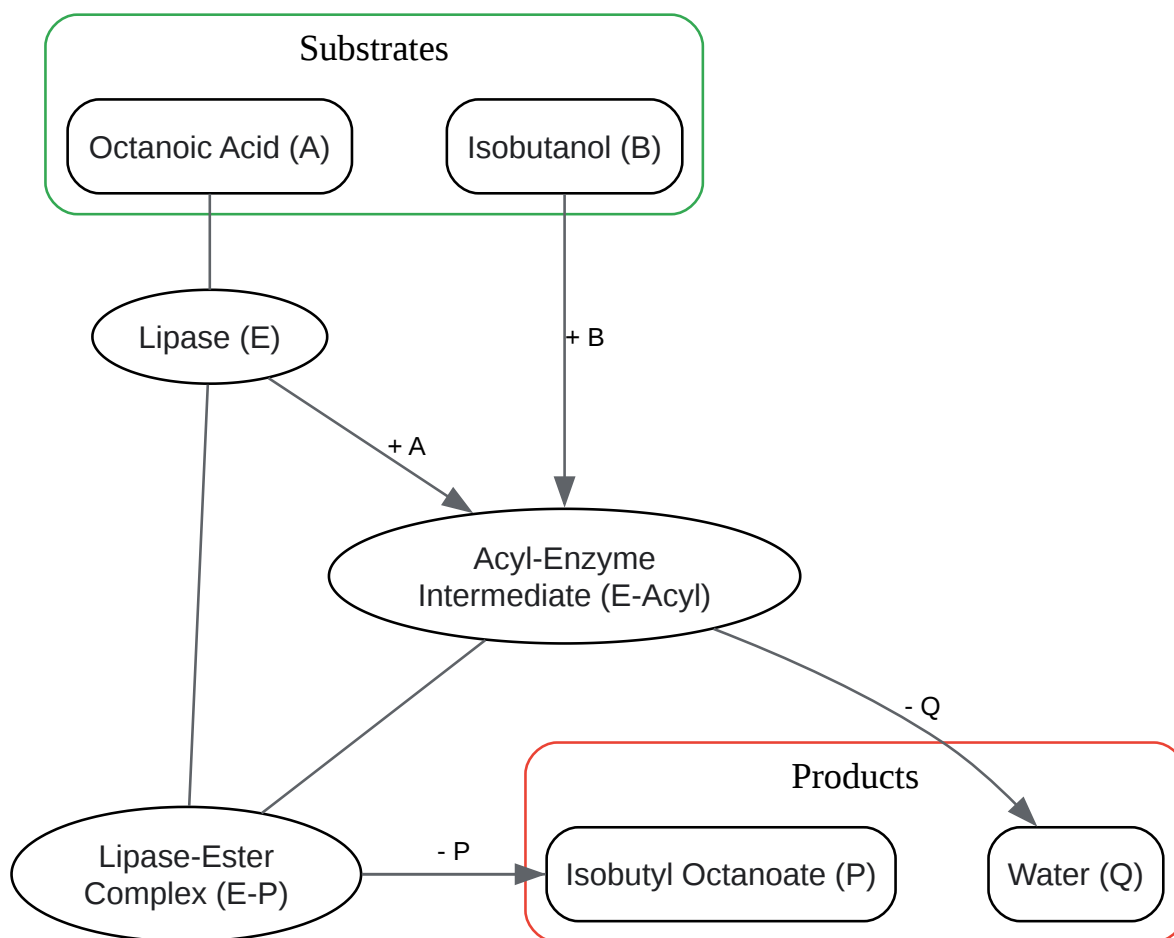 Substrates
Octanoic Acid (A)
Isobutanol (B)
Lipase (E)
+ B
+ A
Acyl-Enzyme
Intermediate (E-Acyl)
- Q
Products
Lipase-Ester
Complex (E-P)
- P
Isobutyl Octanoate (P)
Water (Q)